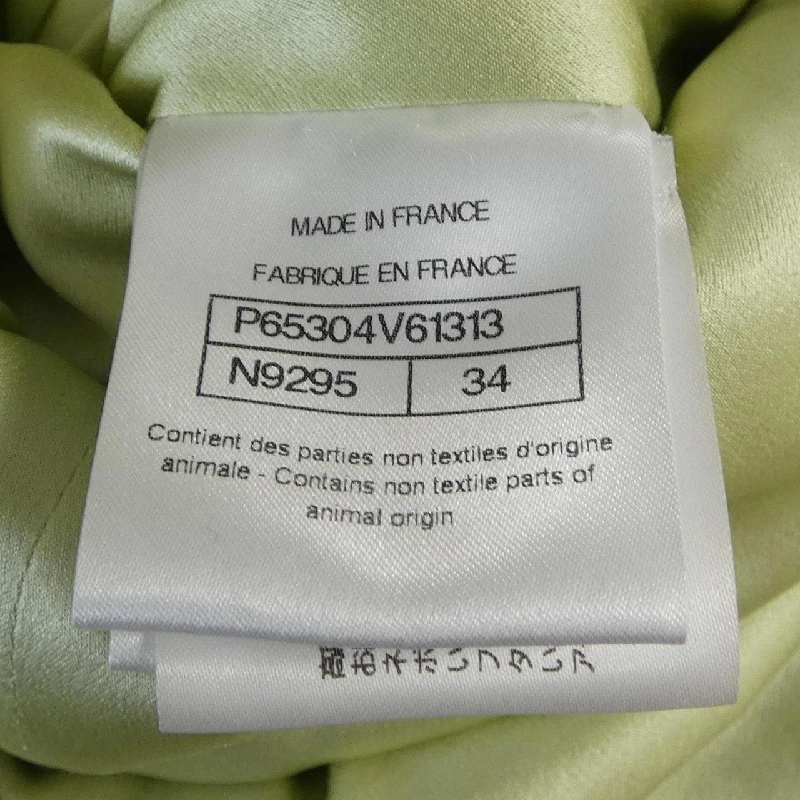 MADE IN FRANCE
FABRIQUE EN FRANCE
P65304V61313
N9295 34
Contient des parties non textiles d'origine
animale - Contains non textile parts of
animal origin